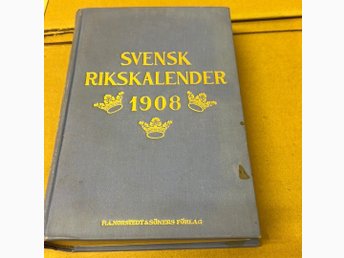 SVENSK
RIKSKALENDER
1908
P.A. NORSTEDT & SÖNERS FÖRLAG